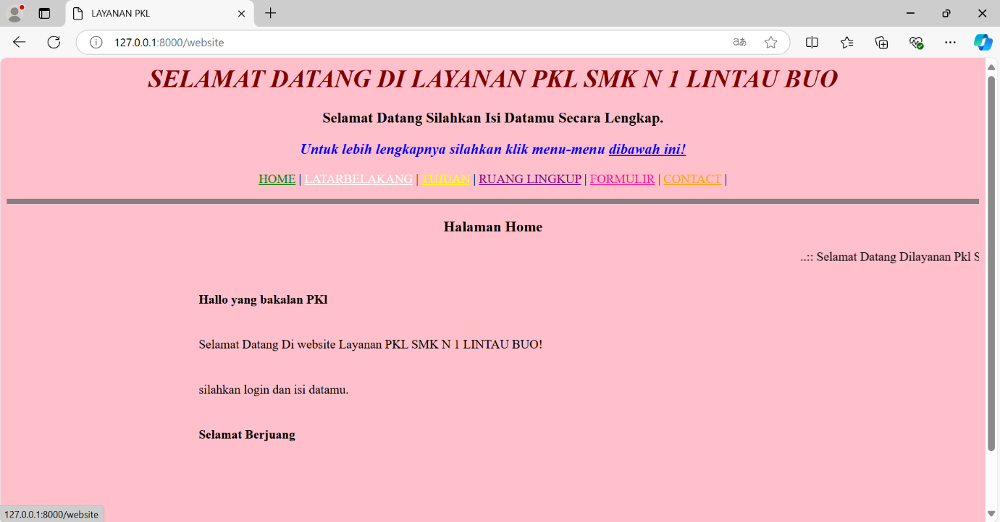 LAYANAN PKL
127.0.0.1:8000/website
SELAMAT DATANG DI LAYANAN PKL SMK N 1 LINTAU BUO
Selamat Datang Silahkan Isi Datamu Secara Lengkap.
Untuk lebih lengkapnya silahkan klik menu-menu dibawah ini!
HOME | LATARBELAKANG | TUJUAN | RUANG LINGKUP | FORMULIR | CONTACT |
Halaman Home
..:: Selamat Datang Dilayanan Pkl S
Hallo yang bakalan PKl
Selamat Datang Di website Layanan PKL SMK N 1 LINTAU BUO!
silahkan login dan isi datamu.
Selamat Berjuang
127.0.0.1:8000/website